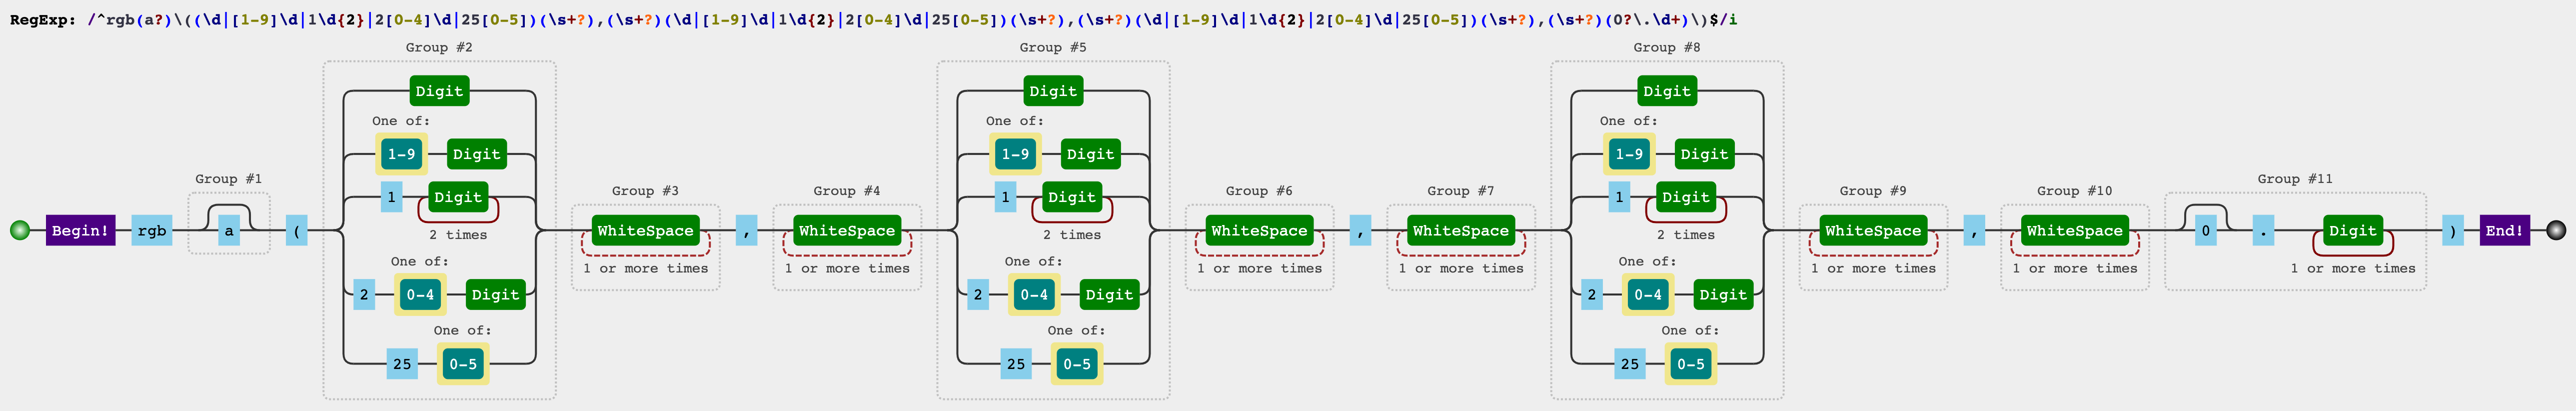 RegExp: /^rgb(a?)\((\d|[1-9]\d|1\d{2}|2[0-4]\d|25[0-5])(\s+?),(\s+?)(\d|[1-9]\d|1\d{2}|2[0-4]\d|25[0-5])(\s+?),(\s+?)(\d|[1-9]\d|1\d{2}|2[0-4]\d|25[0-5])(\s+?),(\s+?)(0?\.\d+)\)$/i
Group #2 Group #5 Group #8
Digit Digit Digit
One of: One of: One of:
1-9 Digit 1-9 Digit 1-9 Digit
Group #1 Group #11
1 Digit Group #3 Group #4 1 Digit Group #6 Group #7 1 Digit Group #9 Group #10
Begin! rgb a ( WhiteSpace , WhiteSpace WhiteSpace , WhiteSpace WhiteSpace , WhiteSpace 0 . Digit ) End!
2 times 2 times 2 times
One of: 1 or more times 1 or more times One of: 1 or more times 1 or more times One of: 1 or more times 1 or more times 1 or more times
2 0-4 Digit 2 0-4 Digit 2 0-4 Digit
One of: One of: One of:
25 0-5 25 0-5 25 0-5